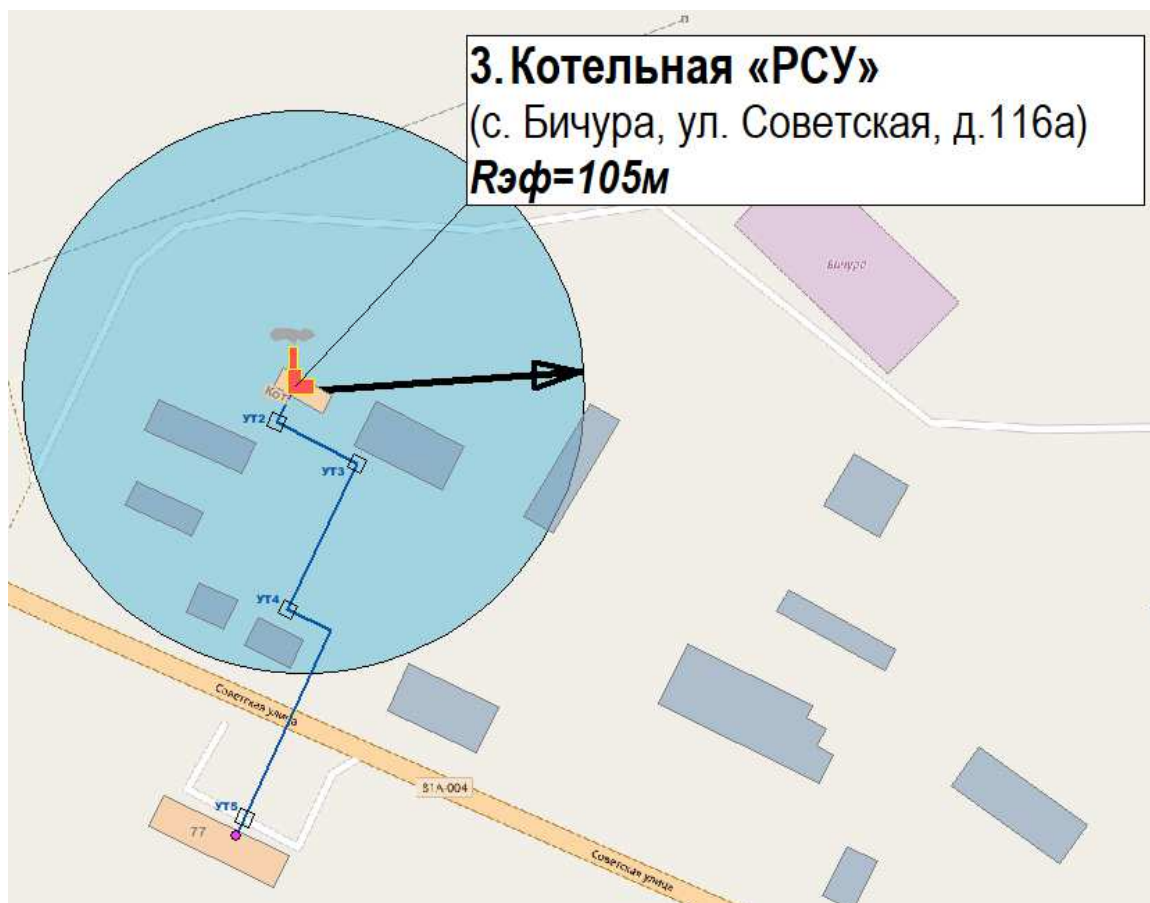 3. Котельная «РСУ»
(с. Бичура, ул. Советская, д.116а)
Rэф=105м
Бичура
Кот
УТ2
УТ3
УТ4
Советская улица
81А-004
УТ5
77
Советская улица